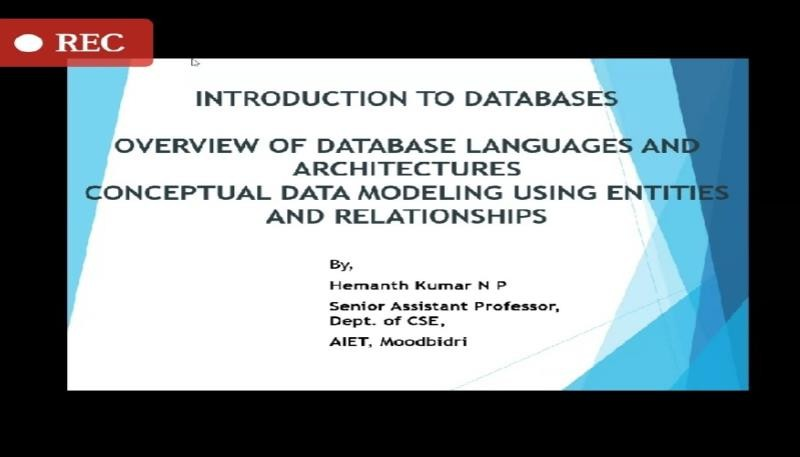 REC
INTRODUCTION TO DATABASES
OVERVIEW OF DATABASE LANGUAGES AND
ARCHITECTURES
CONCEPTUAL DATA MODELING USING ENTITIES
AND RELATIONSHIPS
By,
Hemanth Kumar N P
Senior Assistant Professor,
Dept. of CSE,
AIET, Moodbidri